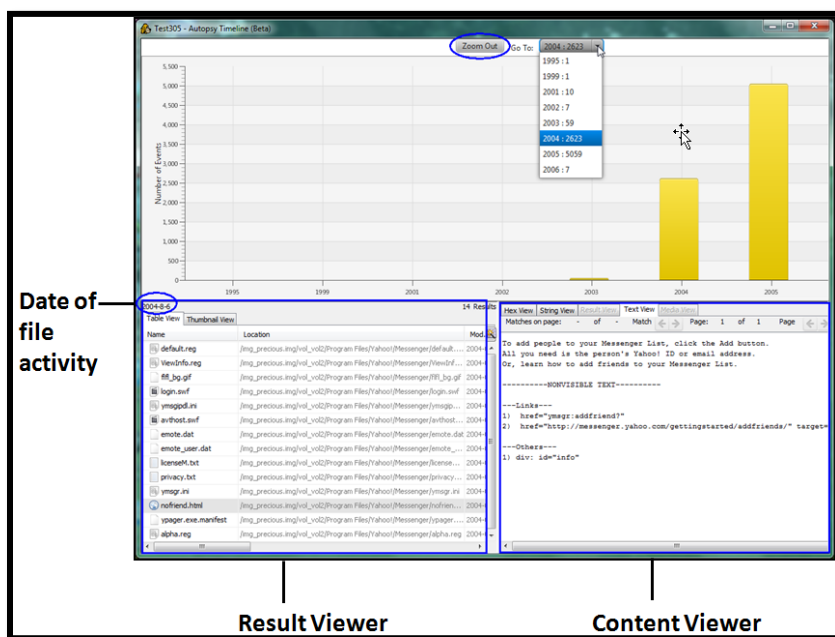 Test305 - Autopsy Timeline (Beta)
Zoom Out Go To: 2004 : 2623
1995 : 1
1999 : 1
2001 : 10
2002 : 7
2003 : 59
2004 : 2623
2005 : 5059
2006 : 7
Number of Events
5,500
5,000
4,500
4,000
3,500
3,000
2,500
2,000
1,500
1,000
500
0
1995 1999 2001 2002 2003 2004 2005
Date of
file
activity
2004-8-6 14 Results
Table View Thumbnail View
Name Location Mod.
default.reg /img_precious.img/vol_vol2/Program Files/Yahoo!/Messenger/default.... 2004-
ViewInfo.reg /img_precious.img/vol_vol2/Program Files/Yahoo!/Messenger/ViewInf... 2004-
flfl_bg.gif /img_precious.img/vol_vol2/Program Files/Yahoo!/Messenger/flfl_bg.gif 2004-
login.swf /img_precious.img/vol_vol2/Program Files/Yahoo!/Messenger/login.swf 2004-
ymsgipdl.ini /img_precious.img/vol_vol2/Program Files/Yahoo!/Messenger/ymsgip... 2004-
avthost.swf /img_precious.img/vol_vol2/Program Files/Yahoo!/Messenger/avthost... 2004-
emote.dat /img_precious.img/vol_vol2/Program Files/Yahoo!/Messenger/emote.dat 2004-
emote_user.dat /img_precious.img/vol_vol2/Program Files/Yahoo!/Messenger/emote_... 2004-
licenseM.txt /img_precious.img/vol_vol2/Program Files/Yahoo!/Messenger/license... 2004-
privacy.txt /img_precious.img/vol_vol2/Program Files/Yahoo!/Messenger/privacy... 2004-
ymsgr.ini /img_precious.img/vol_vol2/Program Files/Yahoo!/Messenger/ymsgr.ini 2004-
nofriend.html /img_precious.img/vol_vol2/Program Files/Yahoo!/Messenger/nofrien... 2004-
ypager.exe.manifest /img_precious.img/vol_vol2/Program Files/Yahoo!/Messenger/ypager.... 2004-
alpha.reg /img_precious.img/vol_vol2/Program Files/Yahoo!/Messenger/alpha.reg 2004-
Hex View String View Result View Text View Media View
Matches on page: - of - Match Page: 1 of 1 Page
To add people to your Messenger List, click the Add button.
All you need is the person's Yahoo! ID or email address.
Or, learn how to add friends to your Messenger List.
----------NONVISIBLE TEXT----------
---Links---
1) href="ymsgr:addfriend?"
2) href="http://messenger.yahoo.com/gettingstarted/addfriends/" target=
---Others---
1) div: id="info"
Result Viewer
Content Viewer